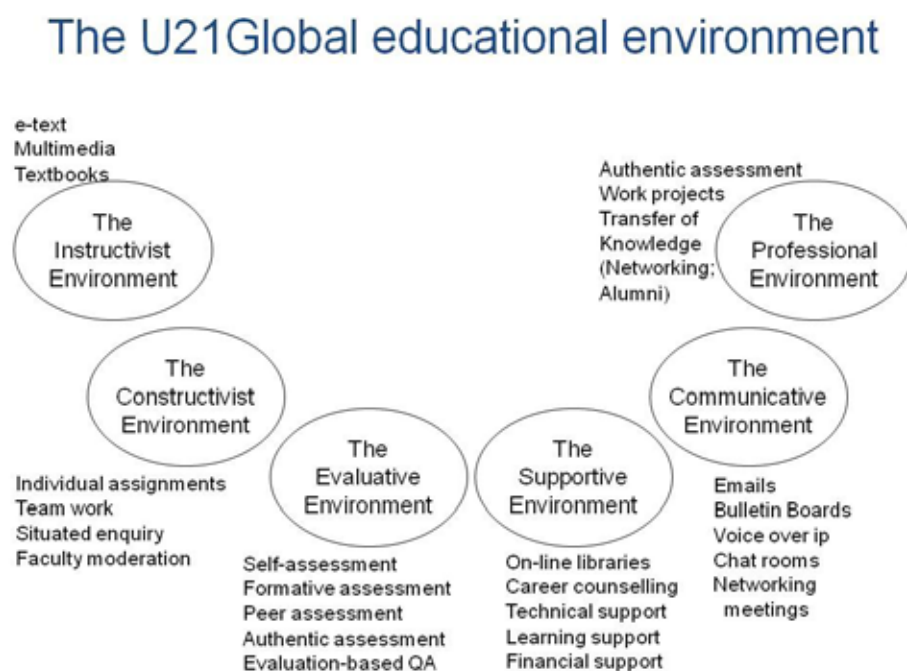 The U21Global educational environment
e-text
Multimedia
Textbooks
The
Instructivist
Environment
The
Constructivist
Environment
Individual assignments
Team work
Situated enquiry
Faculty moderation
The
Evaluative
Environment
Self-assessment
Formative assessment
Peer assessment
Authentic assessment
Evaluation-based QA
The
Supportive
Environment
On-line libraries
Career counselling
Technical support
Learning support
Financial support
The
Communicative
Environment
Emails
Bulletin Boards
Voice over ip
Chat rooms
Networking
meetings
Authentic assessment
Work projects
Transfer of
Knowledge
(Networking;
Alumni)
The
Professional
Environment